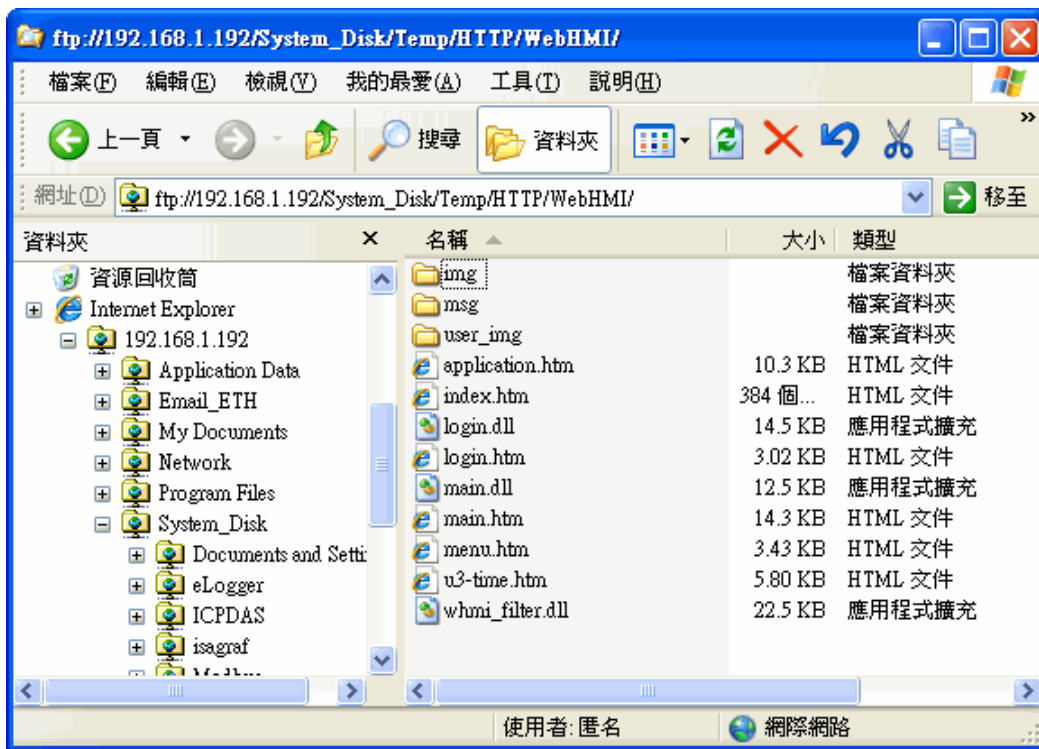 ftp://192.168.1.192/System_Disk/Temp/HTTP/WebHMI/
檔案(F) 編輯(E) 檢視(V) 我的最愛(A) 工具(T) 說明(H)
上一頁 搜尋 資料夾 »
網址(D) ftp://192.168.1.192/System_Disk/Temp/HTTP/WebHMI/ 移至
資料夾 × 名稱 大小 類型
資源回收筒
Internet Explorer
192.168.1.192
Application Data
Email_ETH
My Documents
Network
Program Files
System_Disk
Documents and Setti
eLogger
ICPDAS
isagraf
img 檔案資料夾
msg 檔案資料夾
user_img 檔案資料夾
application.htm 10.3 KB HTML 文件
index.htm 384 個... HTML 文件
login.dll 14.5 KB 應用程式擴充
login.htm 3.02 KB HTML 文件
main.dll 12.5 KB 應用程式擴充
main.htm 14.3 KB HTML 文件
menu.htm 3.43 KB HTML 文件
u3-time.htm 5.80 KB HTML 文件
whmi_filter.dll 22.5 KB 應用程式擴充
使用者: 匿名 網際網路